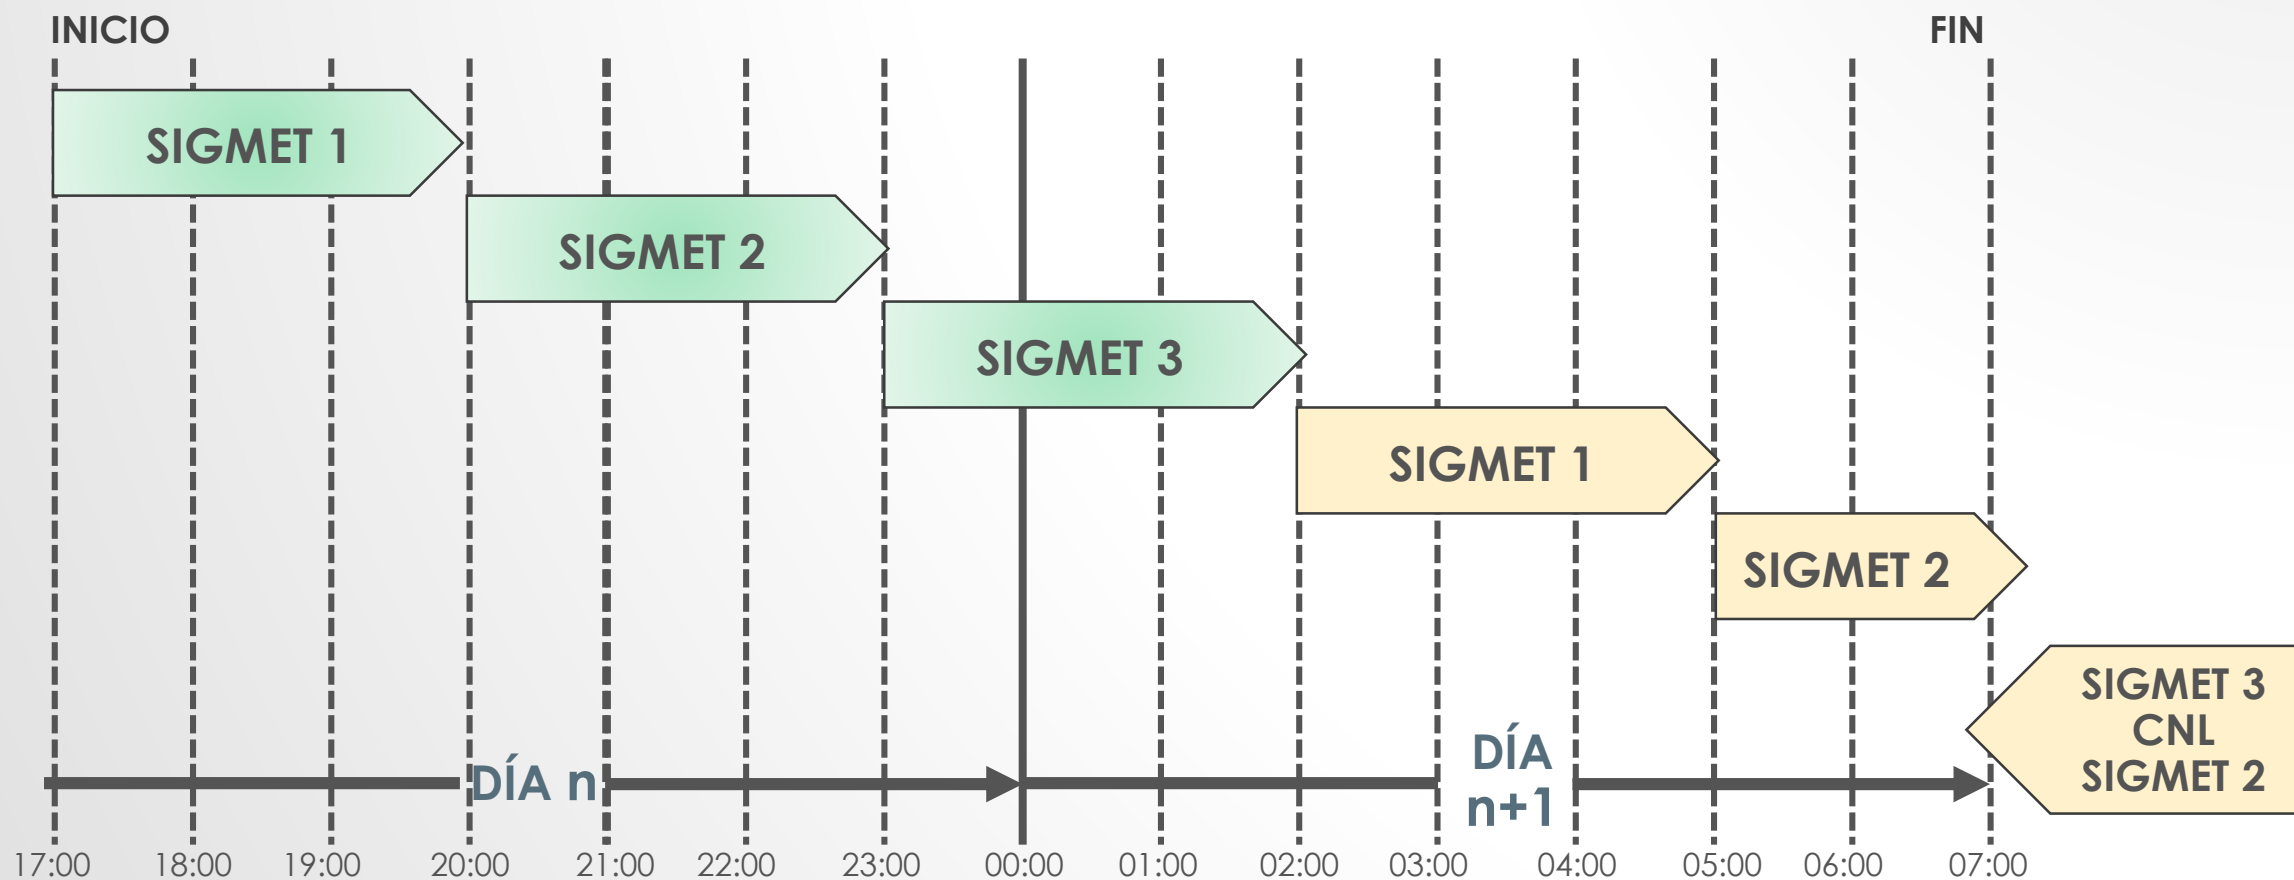 INICIO
FIN
SIGMET 1
SIGMET 2
SIGMET 3
SIGMET 1
SIGMET 2
SIGMET 3
CNL
SIGMET 2
DÍA n
DÍA
n+1
17:00 18:00 19:00 20:00 21:00 22:00 23:00 00:00 01:00 02:00 03:00 04:00 05:00 06:00 07:00